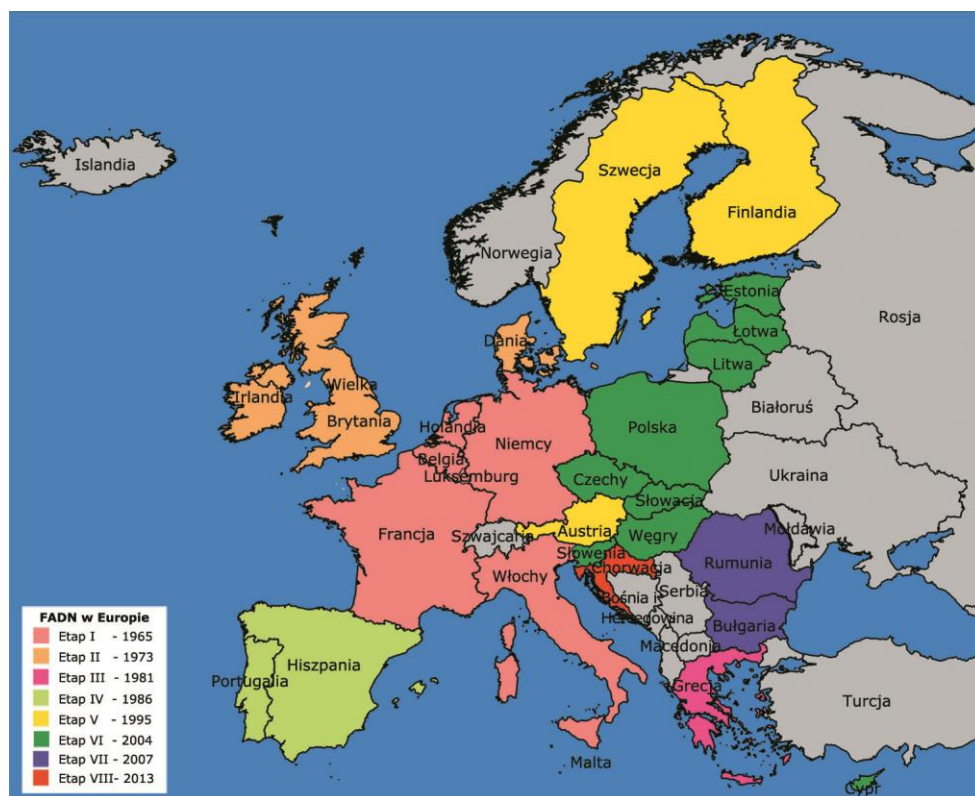 Islandia
Szwecja
Finlandia
Norwegia
Rosja
Estonia
Łotwa
Litwa
Dania
Białoruś
Irlandia
Wielka
Brytania
Holandia
Niemcy
Polska
Belgia
Luksemburg
Czechy
Ukraina
Słowacja
Francja
Szwajcaria
Austria
Węgry
Mołdawia
Słowenia
Chorwacja
Rumunia
Włochy
Serbia
Bośnia i
Hercegowina
Bułgaria
Macedonia
Hiszpania
Portugalia
Grecja
Turcja
Malta
Cypr
FADN w Europie
Etap I - 1965
Etap II - 1973
Etap III - 1981
Etap IV - 1986
Etap V - 1995
Etap VI - 2004
Etap VII - 2007
Etap VIII- 2013